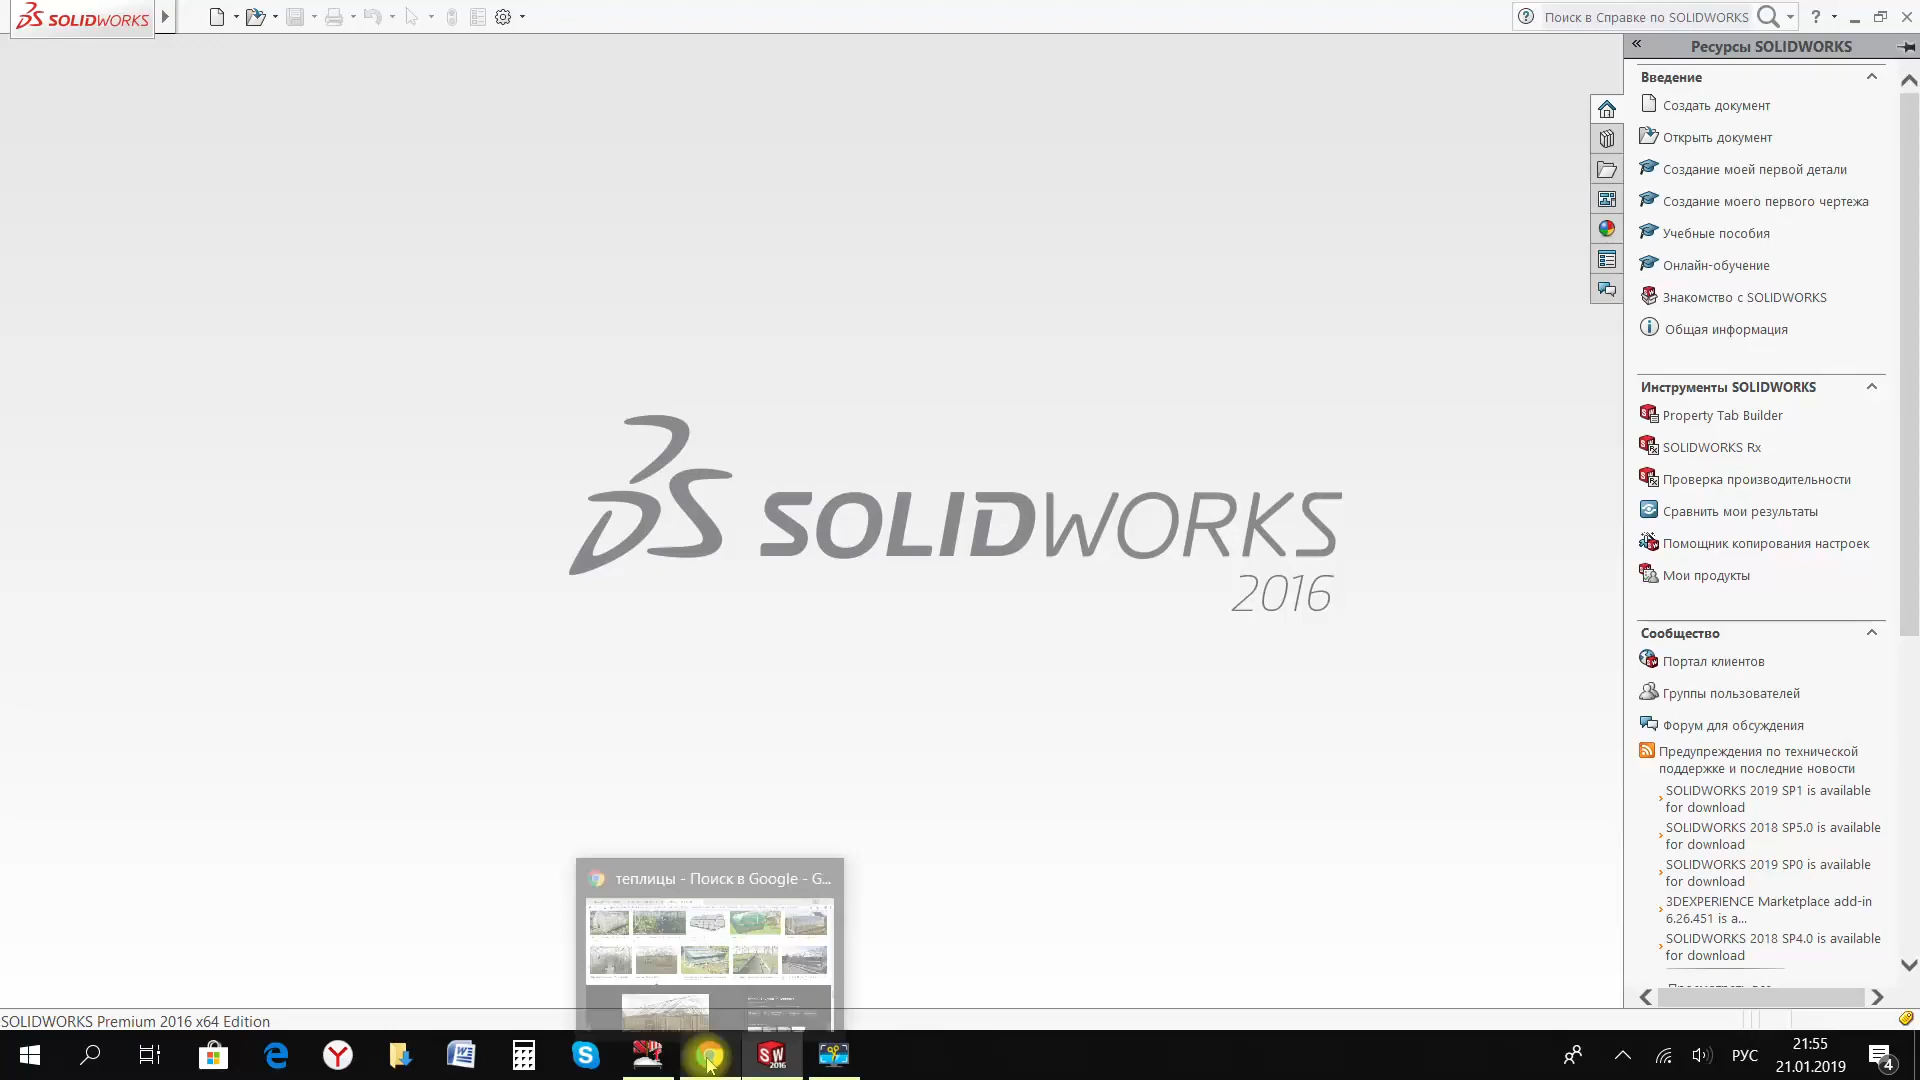 SOLIDWORKS
Поиск в Справке по SOLIDWORKS
?
Ресурсы SOLIDWORKS
Введение
Создать документ
Открыть документ
Создание моей первой детали
Создание моего первого чертежа
Учебные пособия
Онлайн-обучение
Знакомство с SOLIDWORKS
Общая информация
Инструменты SOLIDWORKS
Property Tab Builder
SOLIDWORKS Rx
Проверка производительности
Сравнить мои результаты
Помощник копирования настроек
Мои продукты
Сообщество
Портал клиентов
Группы пользователей
Форум для обсуждения
Предупреждения по технической
поддержке и последние новости
SOLIDWORKS 2019 SP1 is available
for download
SOLIDWORKS 2018 SP5.0 is available
for download
SOLIDWORKS 2019 SP0 is available
for download
3DEXPERIENCE Marketplace add-in
6.26.451 is a...
SOLIDWORKS 2018 SP4.0 is available
for download
SOLIDWORKS
2016
теплицы - Поиск в Google - G...
SOLIDWORKS Premium 2016 x64 Edition
SW
2016
РУС
21:55
21.01.2019
4